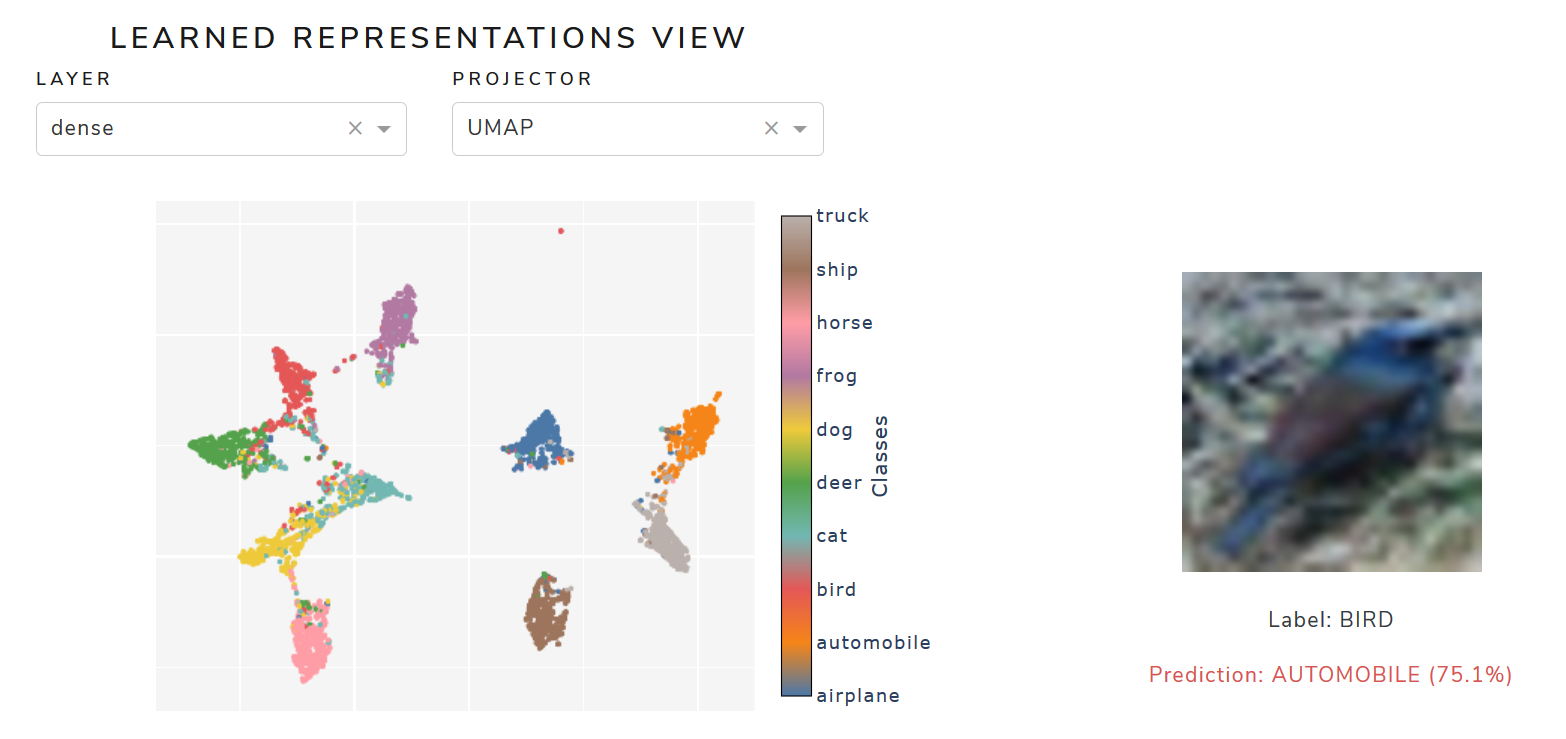 LEARNED REPRESENTATIONS VIEW
LAYER
PROJECTOR
dense
UMAP
truck
ship
horse
frog
dog
deer
cat
bird
automobile
airplane
Classes
Label: BIRD
Prediction: AUTOMOBILE (75.1%)